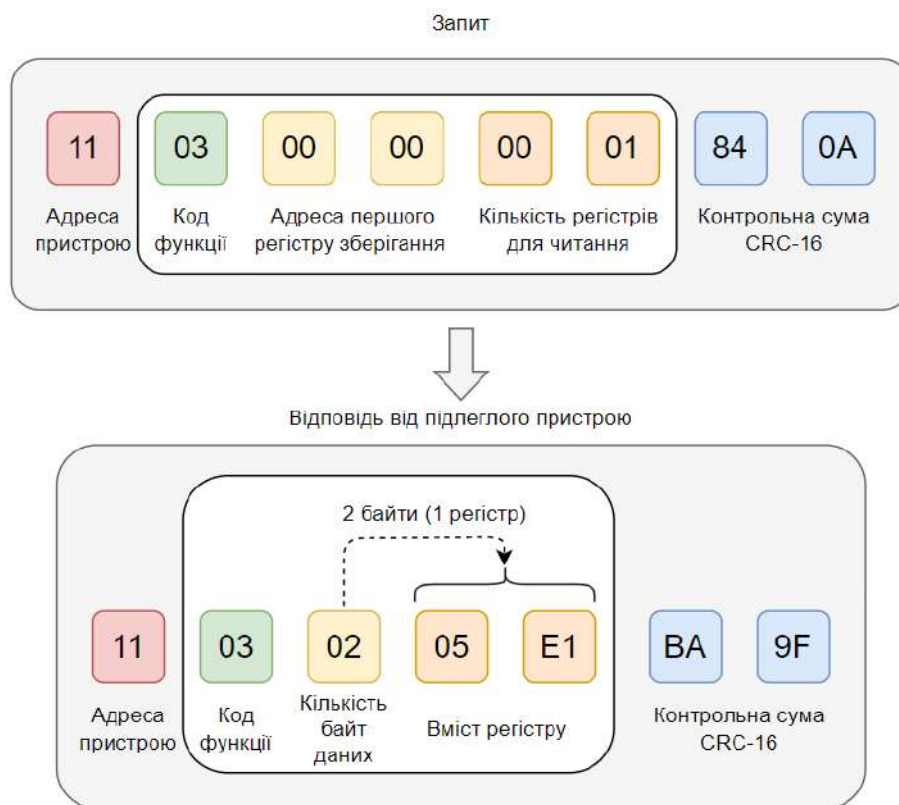 Запит
11 03 00 00 00 01 84 0A
Адреса пристрою
Код функції
Адреса першого регістру зберігання
Кількість регістрів для читання
Контрольна сума CRC-16
Відповідь від підлеглого пристрою
2 байти (1 регістр)
11 03 02 05 E1 BA 9F
Адреса пристрою
Код функції
Кількість байт даних
Вміст регістру
Контрольна сума CRC-16